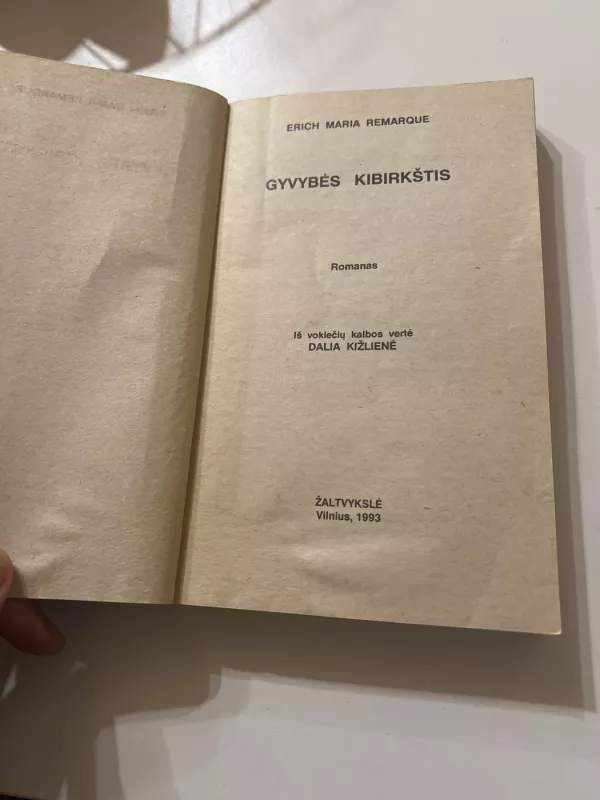 ERICH MARIA REMARQUE
GYVYBĖS KIBIRKŠTIS
Romanas
Iš vokiečių kalbos vertė
DALIA KIŽLIENĖ
ŽALTVYKSLĖ
Vilnius, 1993